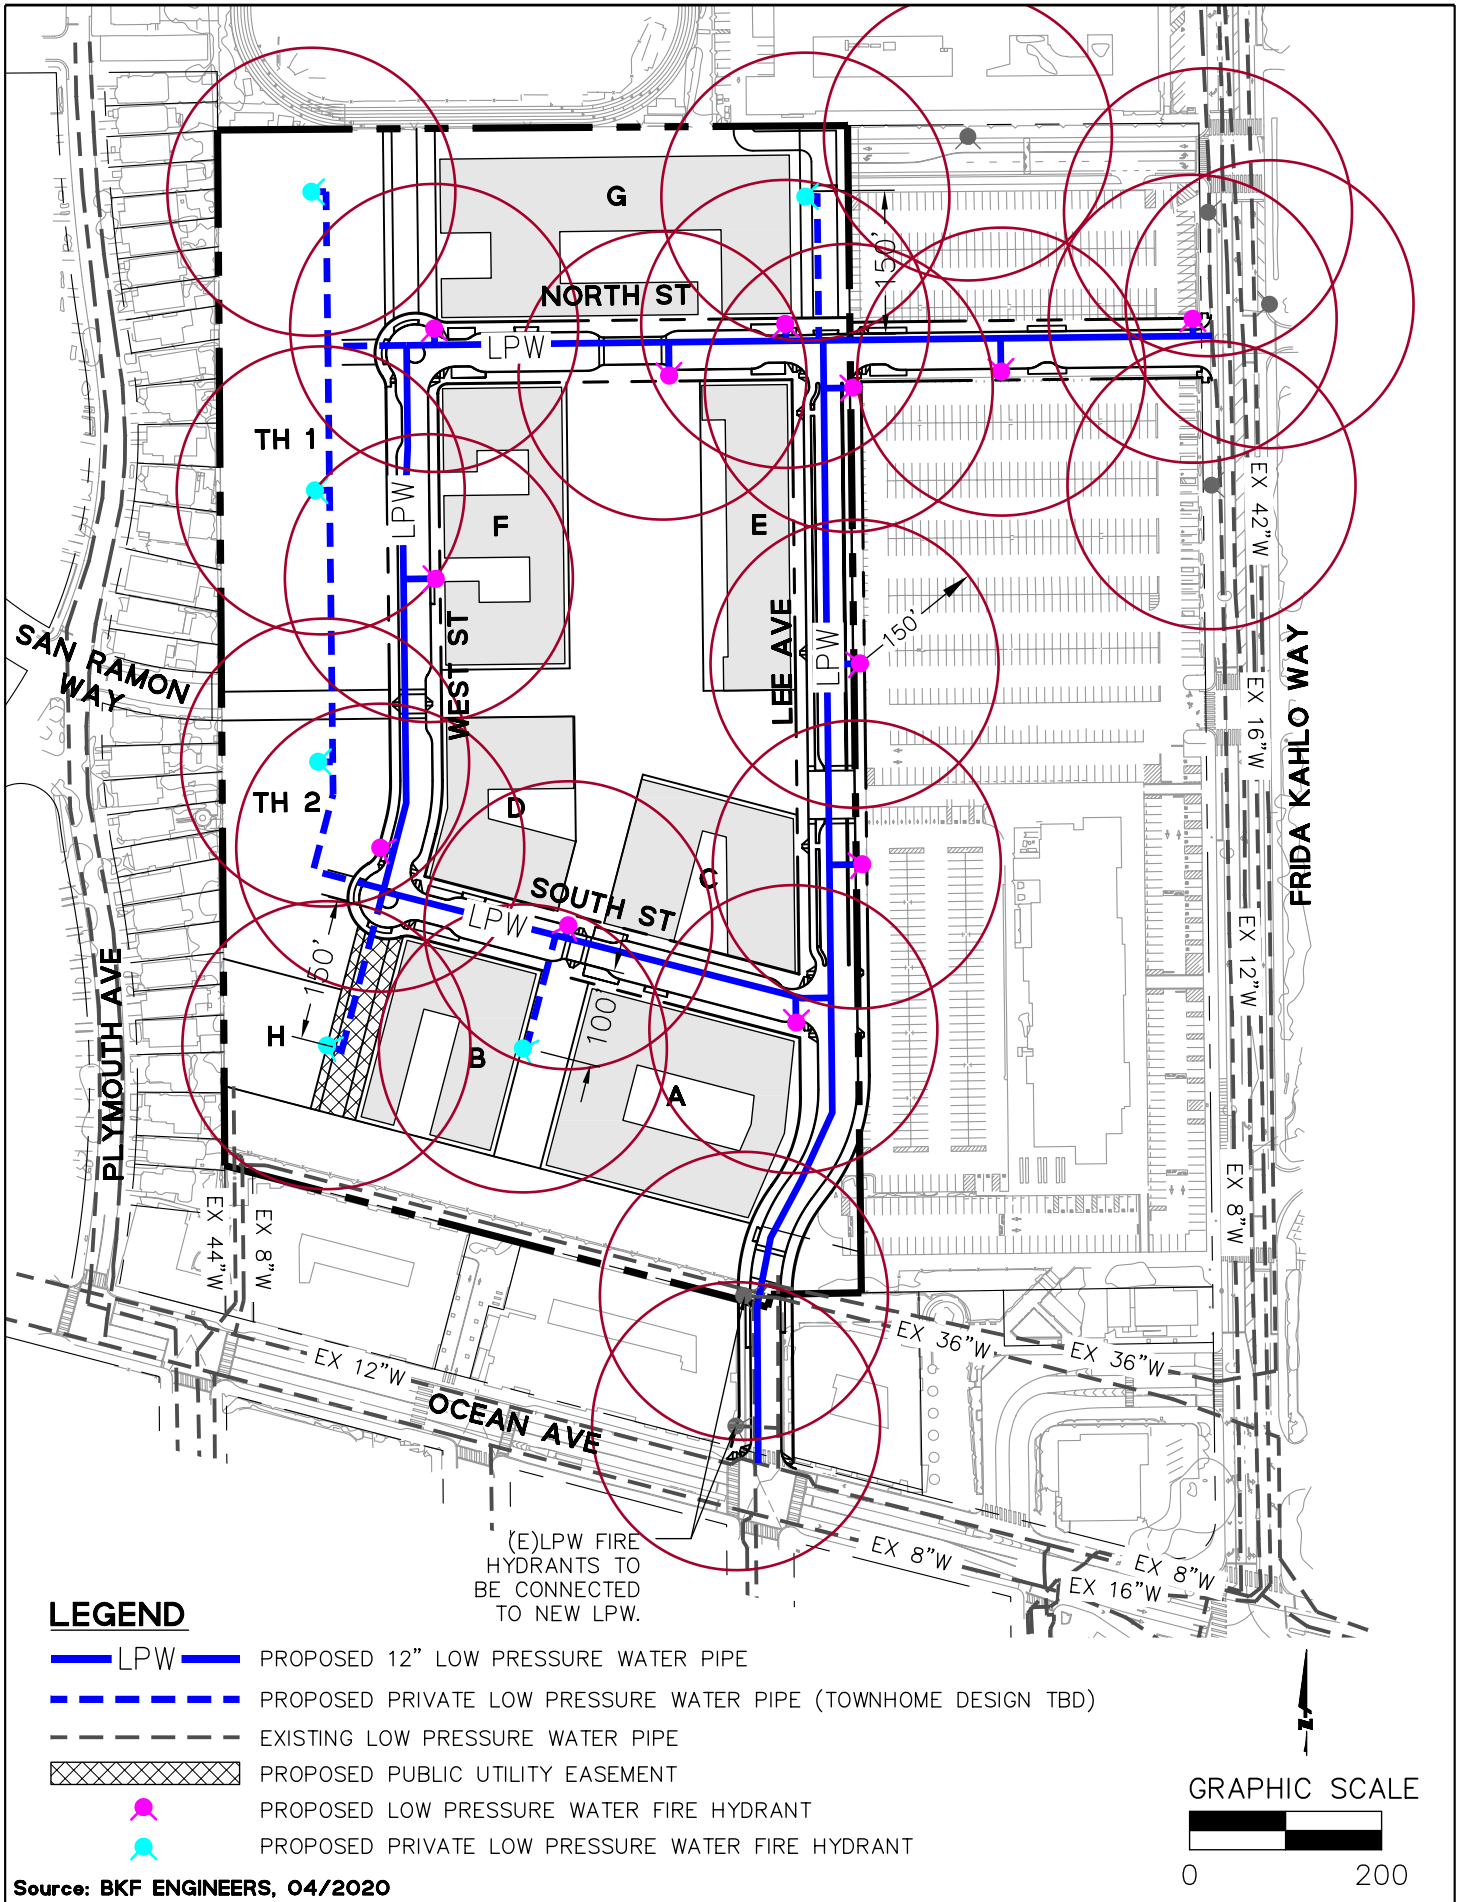 G
150'
NORTH ST
LPW
TH 1
LPW
F
E
EX 42"W
SAN RAMON
WAY
WEST ST
LEE AVE
LPW
150'
EX 16"W
FRIDA KAHLO WAY
TH 2
D
C
SOUTH ST
LPW
EX 12"W
PLYMOUTH AVE
150'
H
B
100'
A
EX 8"W
EX 44"W
EX 8"W
EX 36"W
EX 36"W
EX 12"W
OCEAN AVE
(E)LPW FIRE
HYDRANTS TO
BE CONNECTED
TO NEW LPW.
EX 8"W
EX 8"W
EX 16"W
LEGEND
LPW PROPOSED 12" LOW PRESSURE WATER PIPE
PROPOSED PRIVATE LOW PRESSURE WATER PIPE (TOWNHOME DESIGN TBD)
EXISTING LOW PRESSURE WATER PIPE
PROPOSED PUBLIC UTILITY EASEMENT
PROPOSED LOW PRESSURE WATER FIRE HYDRANT
PROPOSED PRIVATE LOW PRESSURE WATER FIRE HYDRANT
N
GRAPHIC SCALE
0 200
Source: BKF ENGINEERS, 04/2020